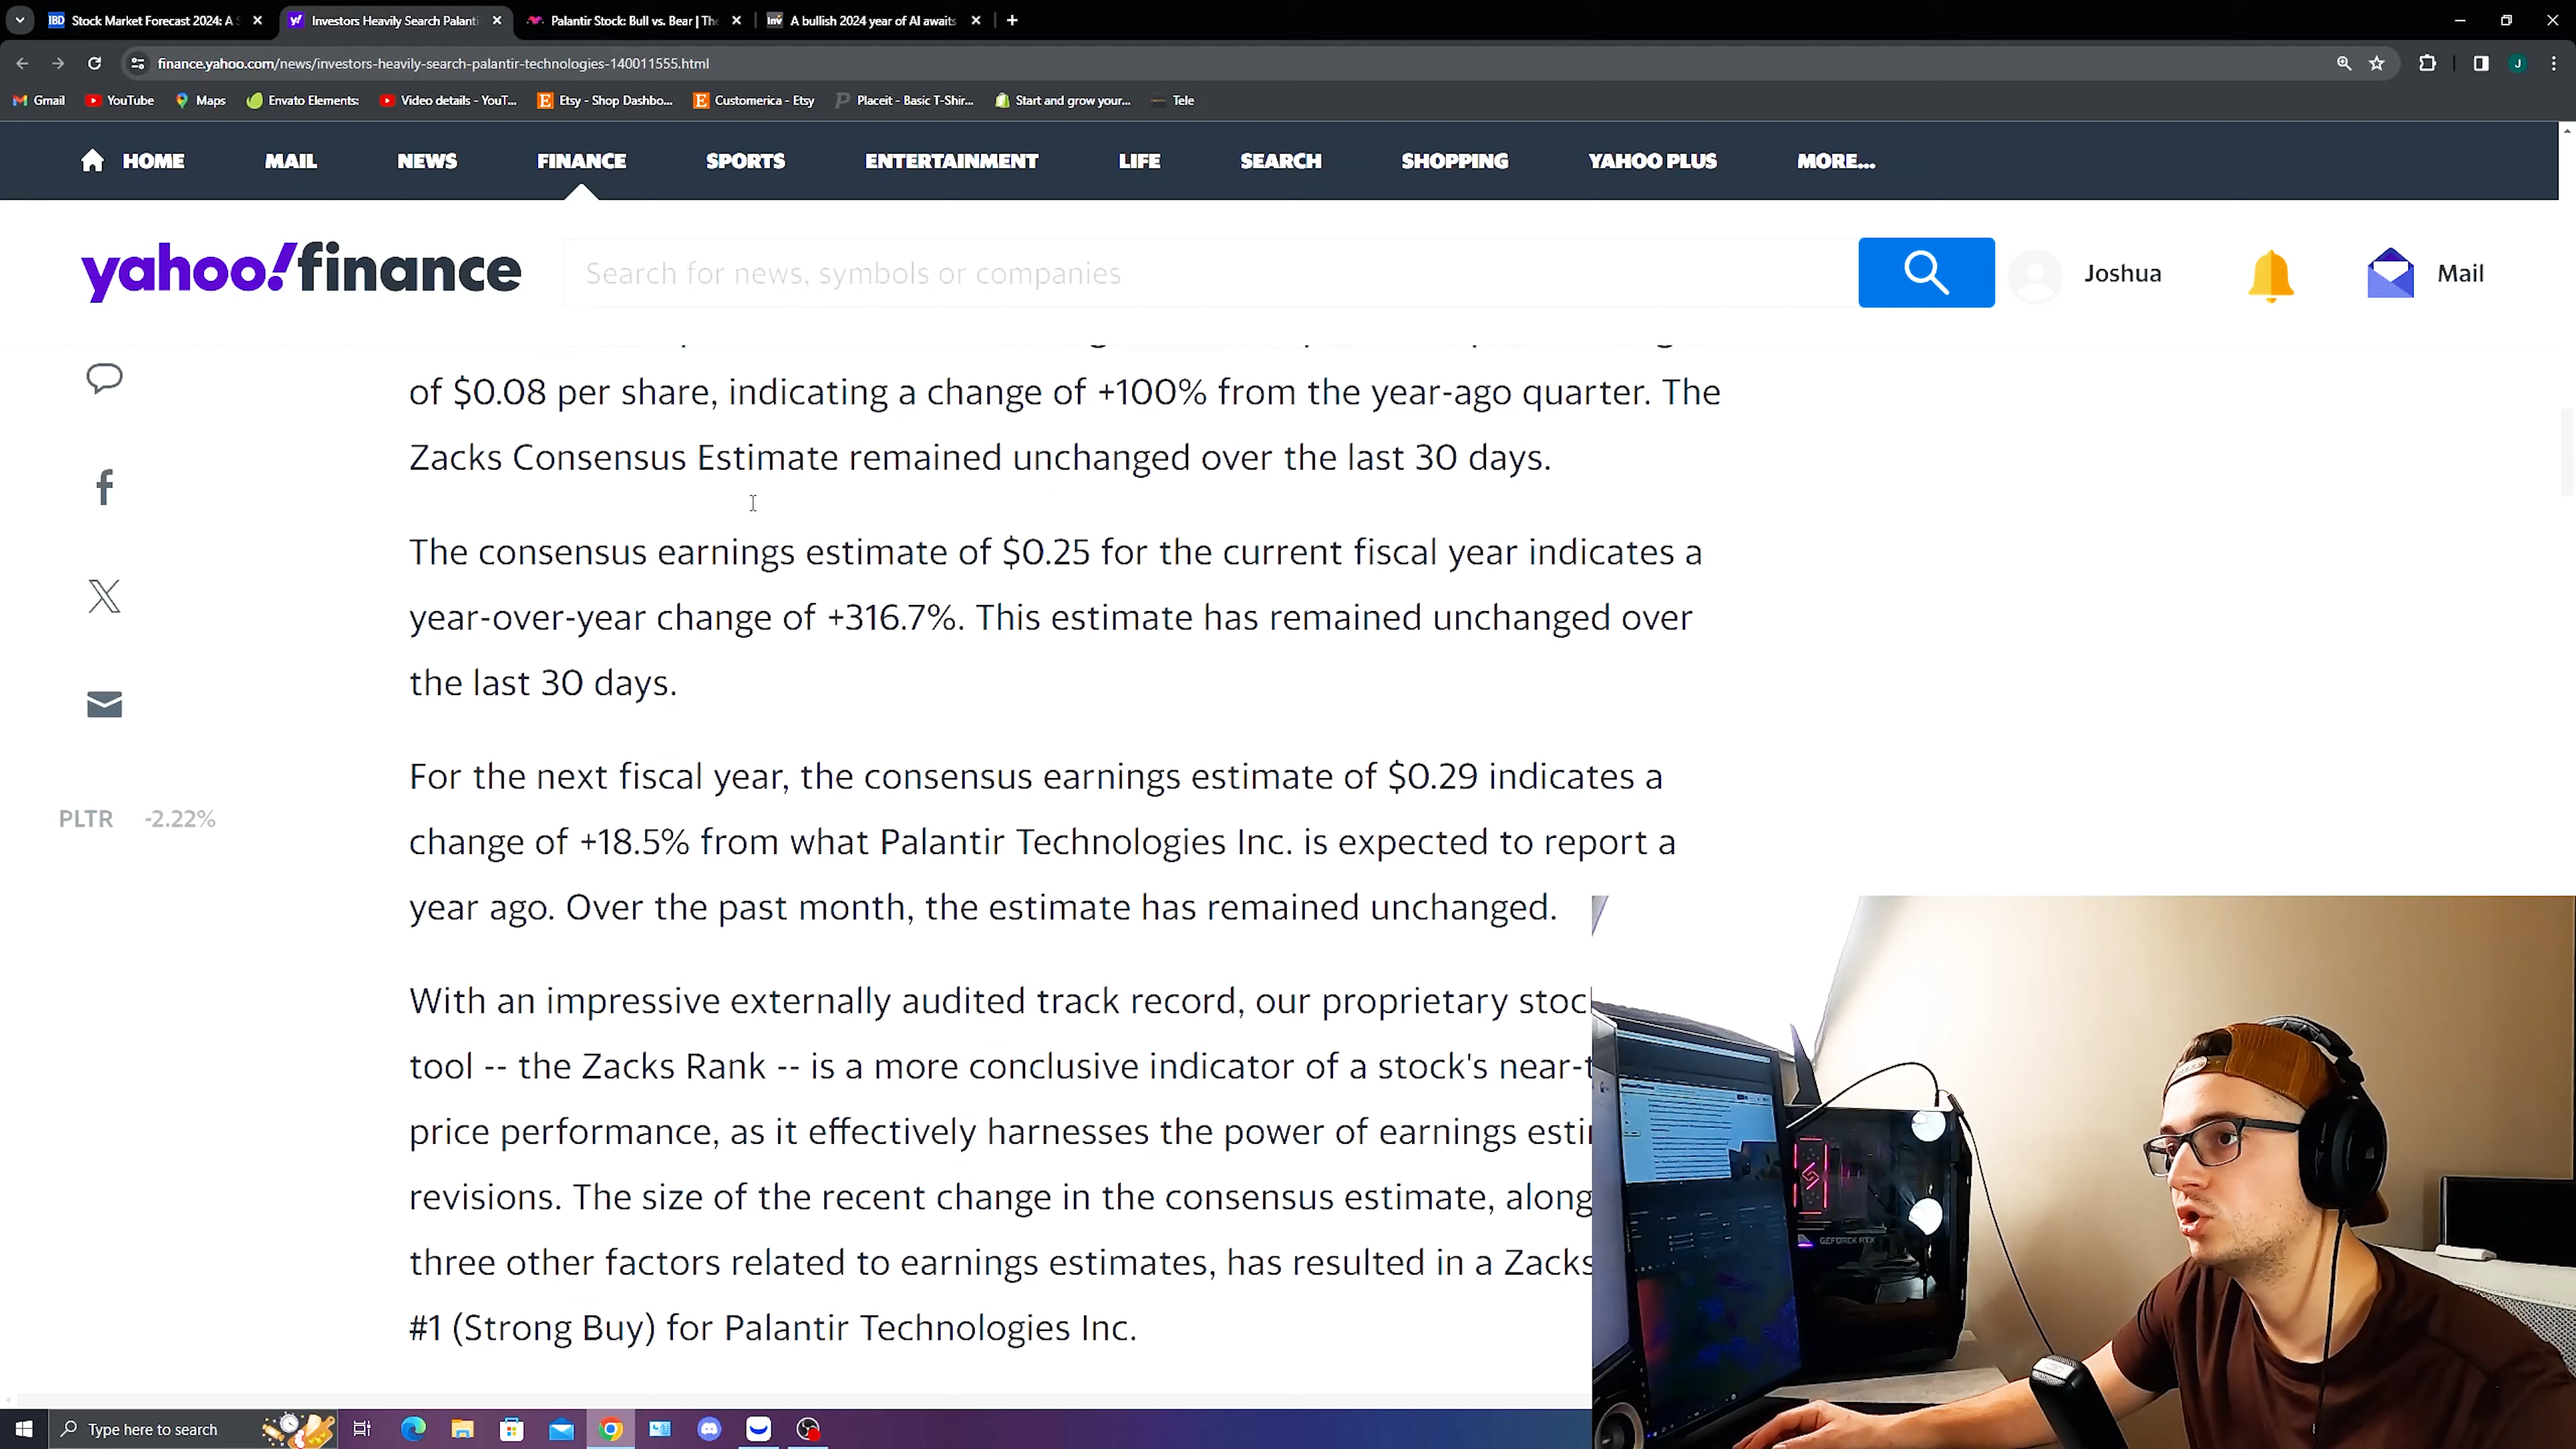 Stock Market Forecast 2024: A S
Investors Heavily Search Palanti
Palantir Stock: Bull vs. Bear | The
A bullish 2024 year of AI awaits
finance.yahoo.com/news/investors-heavily-search-palantir-technologies-140011555.html
J
Gmail
YouTube
Maps
Envato Elements:
Video details - YouT...
Etsy - Shop Dashbo...
Customerica - Etsy
Placeit - Basic T-Shir...
Start and grow your...
Tele
HOME
MAIL
NEWS
FINANCE
SPORTS
ENTERTAINMENT
LIFE
SEARCH
SHOPPING
YAHOO PLUS
MORE...
yahoo!finance
Search for news, symbols or companies
Joshua
Mail
of $0.08 per share, indicating a change of +100% from the year-ago quarter. The
Zacks Consensus Estimate remained unchanged over the last 30 days.
The consensus earnings estimate of $0.25 for the current fiscal year indicates a
year-over-year change of +316.7%. This estimate has remained unchanged over
the last 30 days.
For the next fiscal year, the consensus earnings estimate of $0.29 indicates a
change of +18.5% from what Palantir Technologies Inc. is expected to report a
year ago. Over the past month, the estimate has remained unchanged.
PLTR -2.22%
With an impressive externally audited track record, our proprietary stoc
tool -- the Zacks Rank -- is a more conclusive indicator of a stock's near-t
price performance, as it effectively harnesses the power of earnings esti
revisions. The size of the recent change in the consensus estimate, along
three other factors related to earnings estimates, has resulted in a Zacks
#1 (Strong Buy) for Palantir Technologies Inc.
GEFORCE RTX
Type here to search